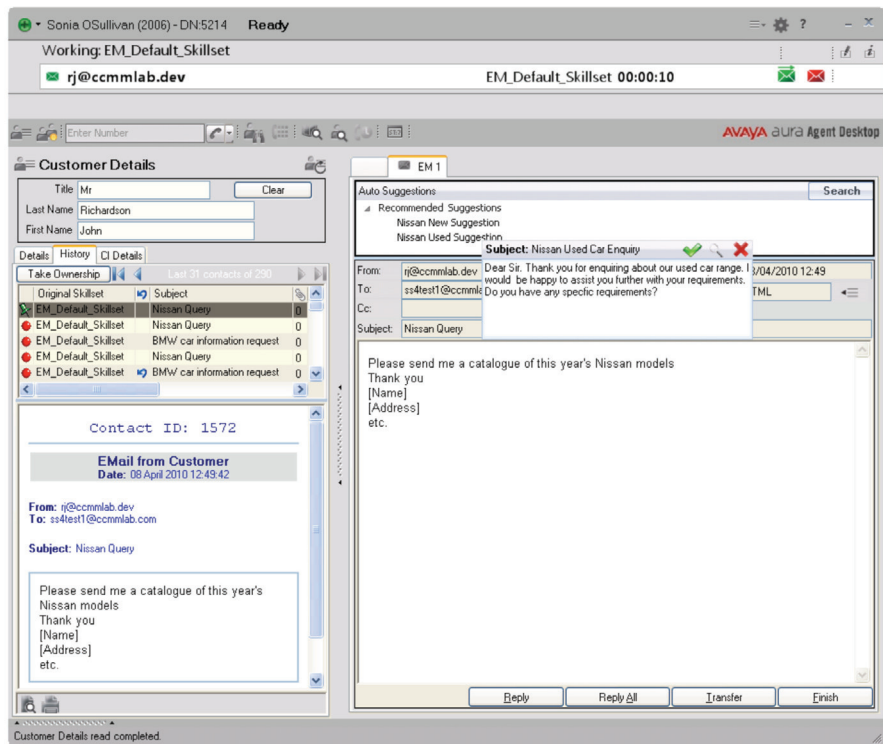 Sonia OSullivan (2006) - DN:5214 Ready
?
Working: EM_Default_Skillset
rj@ccmmlab.dev EM_Default_Skillset 00:00:10
Enter Number
AVAYA aura Agent Desktop
Customer Details
Title Mr Clear
Last Name Richardson
First Name John
Details History CI Details
Take Ownership Last 31 contacts of 290
Original Skillset Subject
EM_Default_Skillset Nissan Query 0
EM_Default_Skillset Nissan Query 0
EM_Default_Skillset BMW car information request 0
EM_Default_Skillset Nissan Query 0
EM_Default_Skillset BMW car information request 0
Contact ID: 1572
EMail from Customer
Date: 08 April 2010 12:49:42
From: rj@ccmmlab.dev
To: ss4test1@ccmmlab.com
Subject: Nissan Query
Please send me a catalogue of this year's
Nissan models
Thank you
[Name]
[Address]
etc.
EM 1
Auto Suggestions Search
Recommended Suggestions
Nissan New Suggestion
Nissan Used Suggestion
Subject: Nissan Used Car Enquiry
Dear Sir. Thank you for enquiring about our used car range. I
would be happy to assist you further with your requirements.
Do you have any specfic requirements?
From: rj@ccmmlab.dev /04/2010 12:49
To: ss4test1@ccmmla TML
Cc:
Subject: Nissan Query
Please send me a catalogue of this year's Nissan models
Thank you
[Name]
[Address]
etc.
Reply Reply All Transfer Finish
Customer Details read completed.